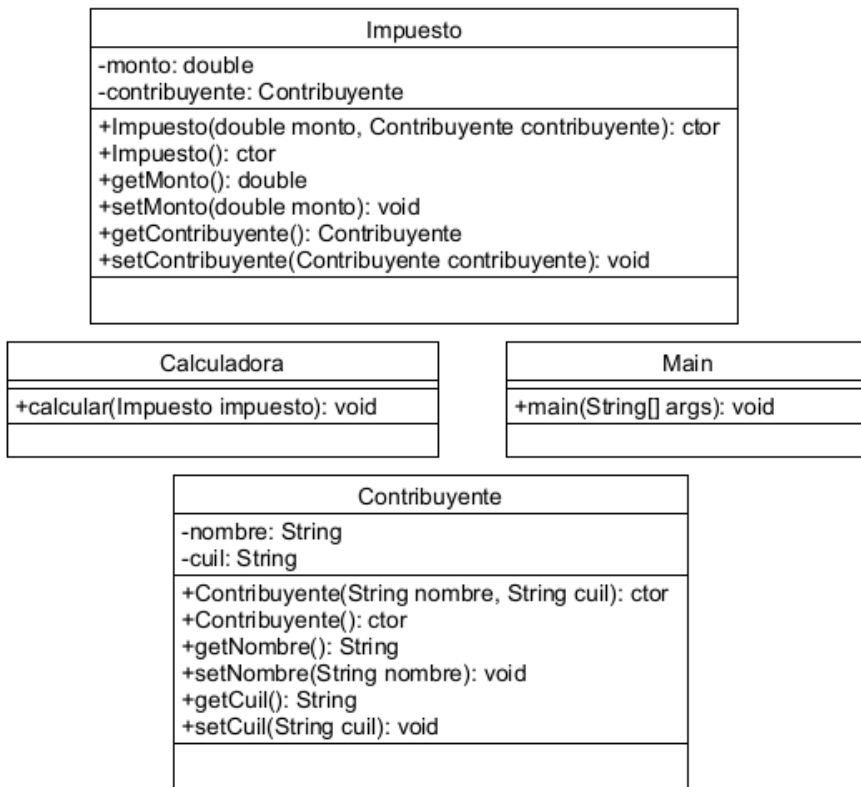 Impuesto
-monto: double
-contribuyente: Contribuyente
+Impuesto(double monto, Contribuyente contribuyente): ctor
+Impuesto(): ctor
+getMonto(): double
+setMonto(double monto): void
+getContribuyente(): Contribuyente
+setContribuyente(Contribuyente contribuyente): void
Calculadora
+calcular(Impuesto impuesto): void
Main
+main(String[] args): void
Contribuyente
-nombre: String
-cuil: String
+Contribuyente(String nombre, String cuil): ctor
+Contribuyente(): ctor
+getNombre(): String
+setNombre(String nombre): void
+getCuil(): String
+setCuil(String cuil): void